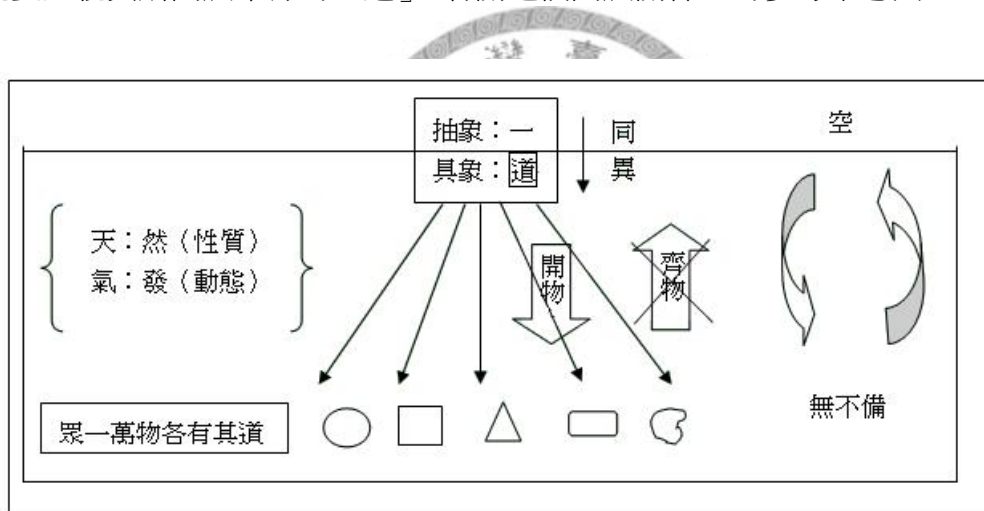 抽象：一
具象：道
同
異
空
天：然（性質）
氣：發（動態）
開物
齊物
無不備
眾一萬物各有其道